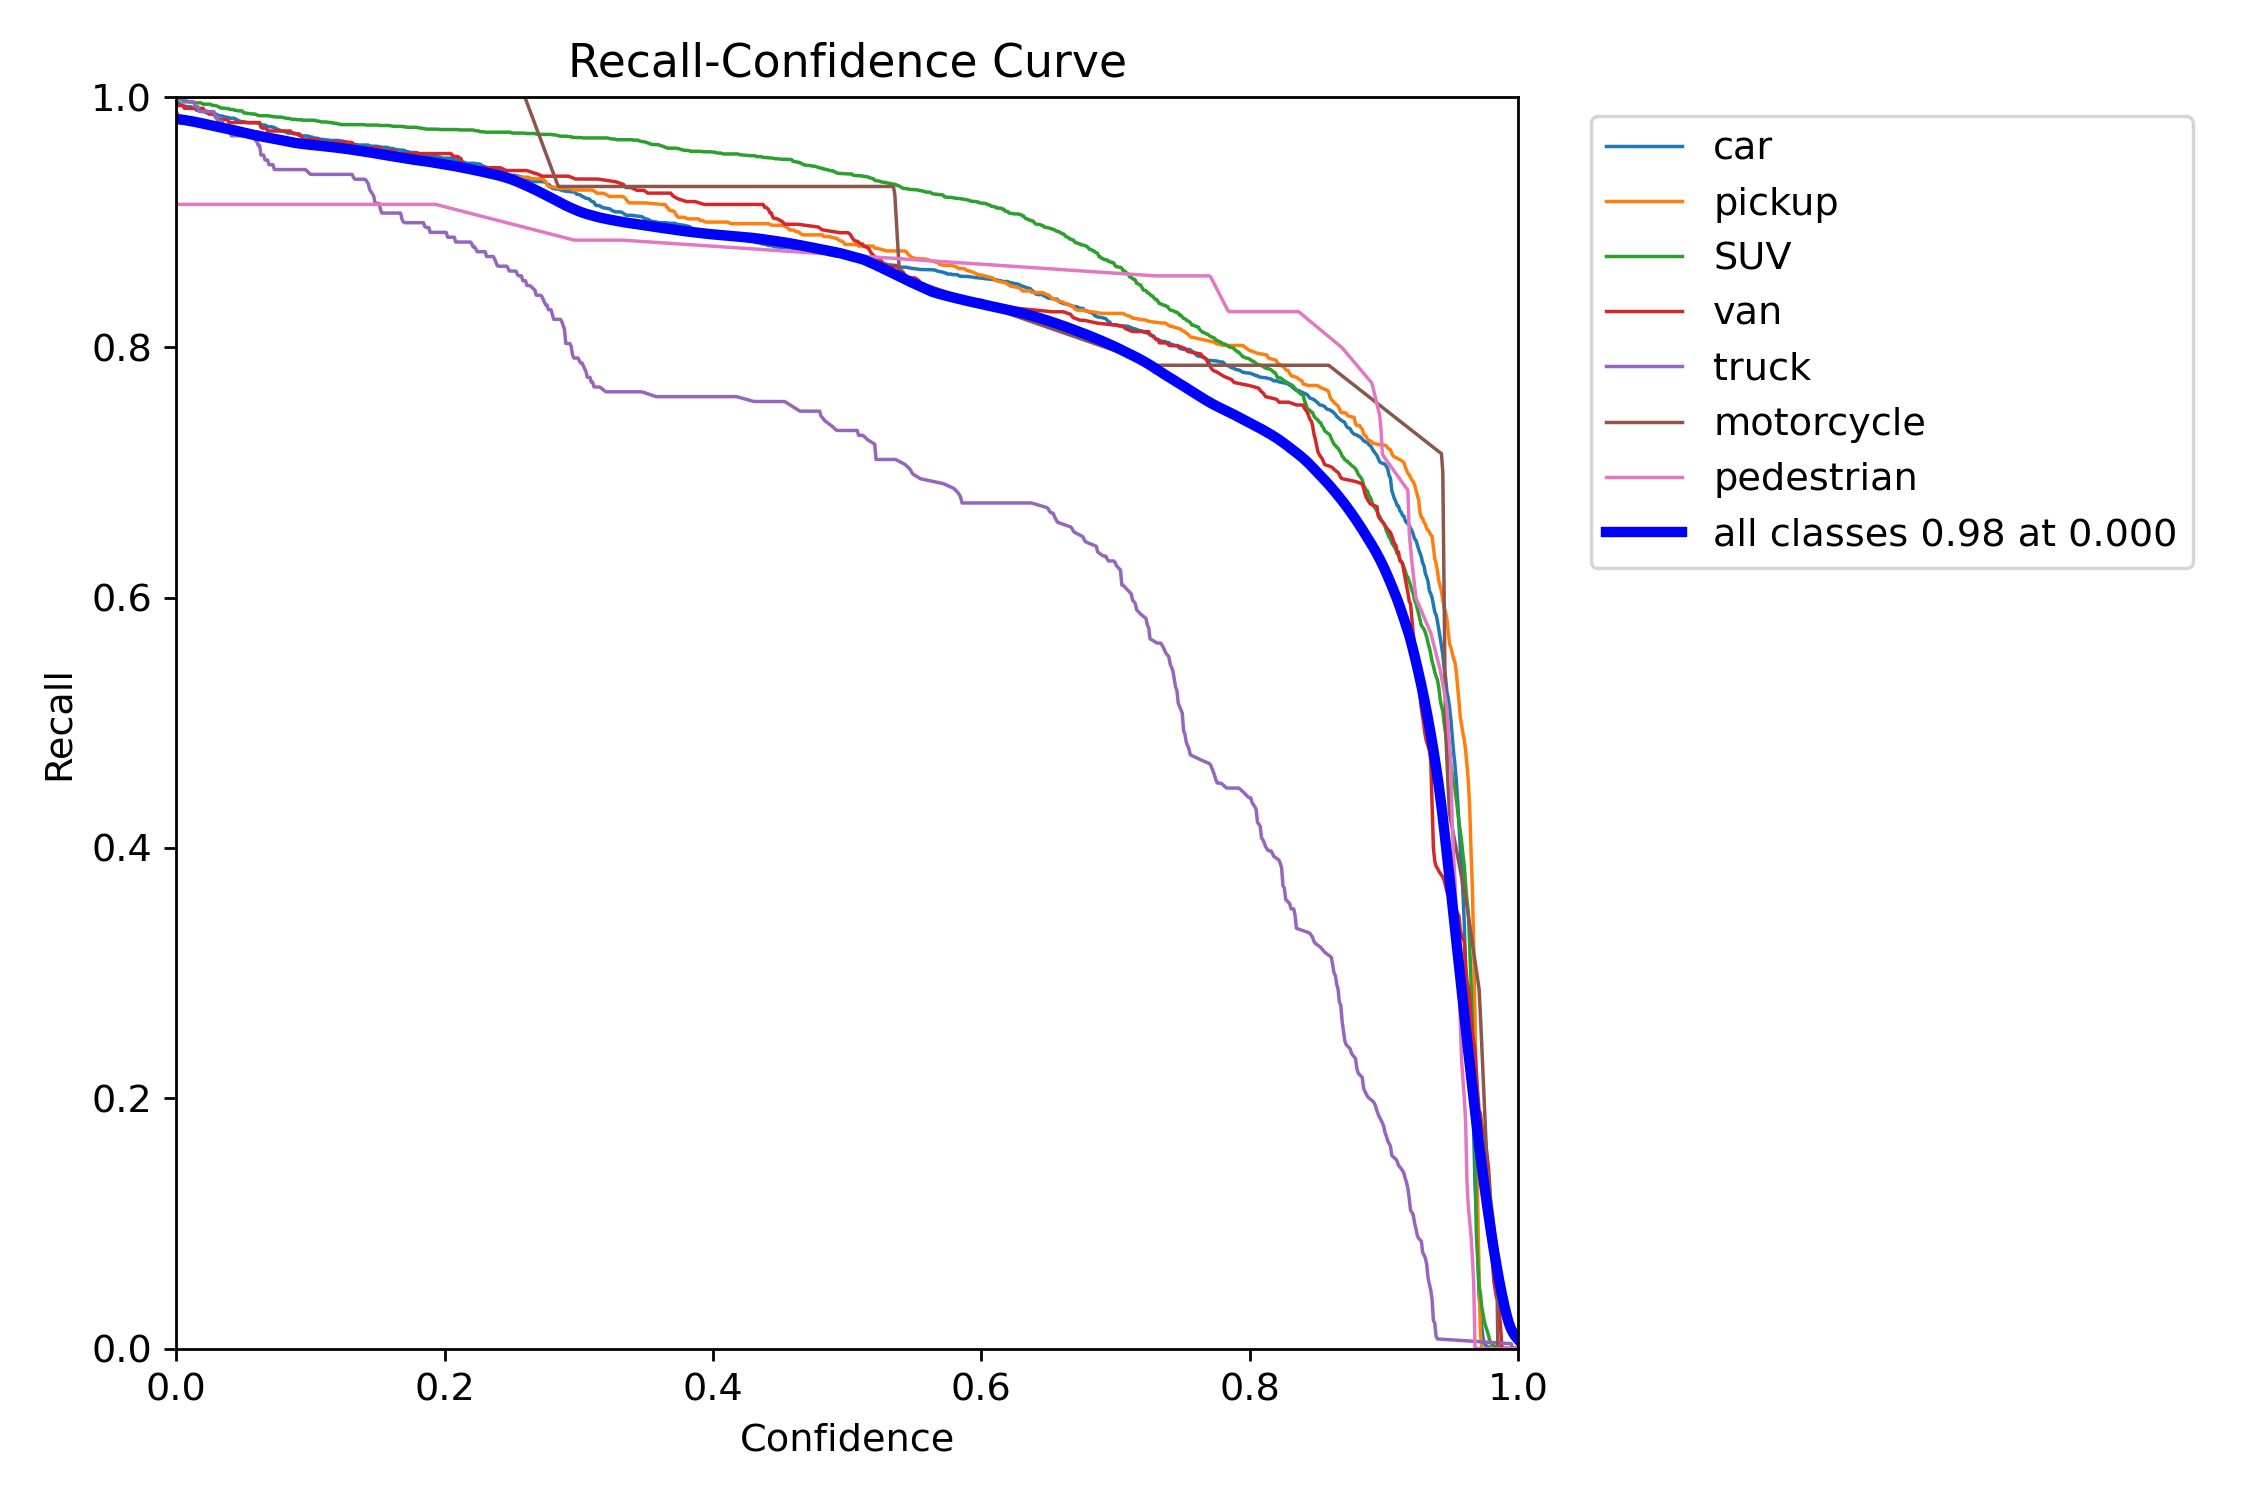 Recall-Confidence Curve
1.0
0.8
0.6
0.4
0.2
0.0
Recall
0.0 0.2 0.4 0.6 0.8 1.0
Confidence
car
pickup
SUV
van
truck
motorcycle
pedestrian
all classes 0.98 at 0.000